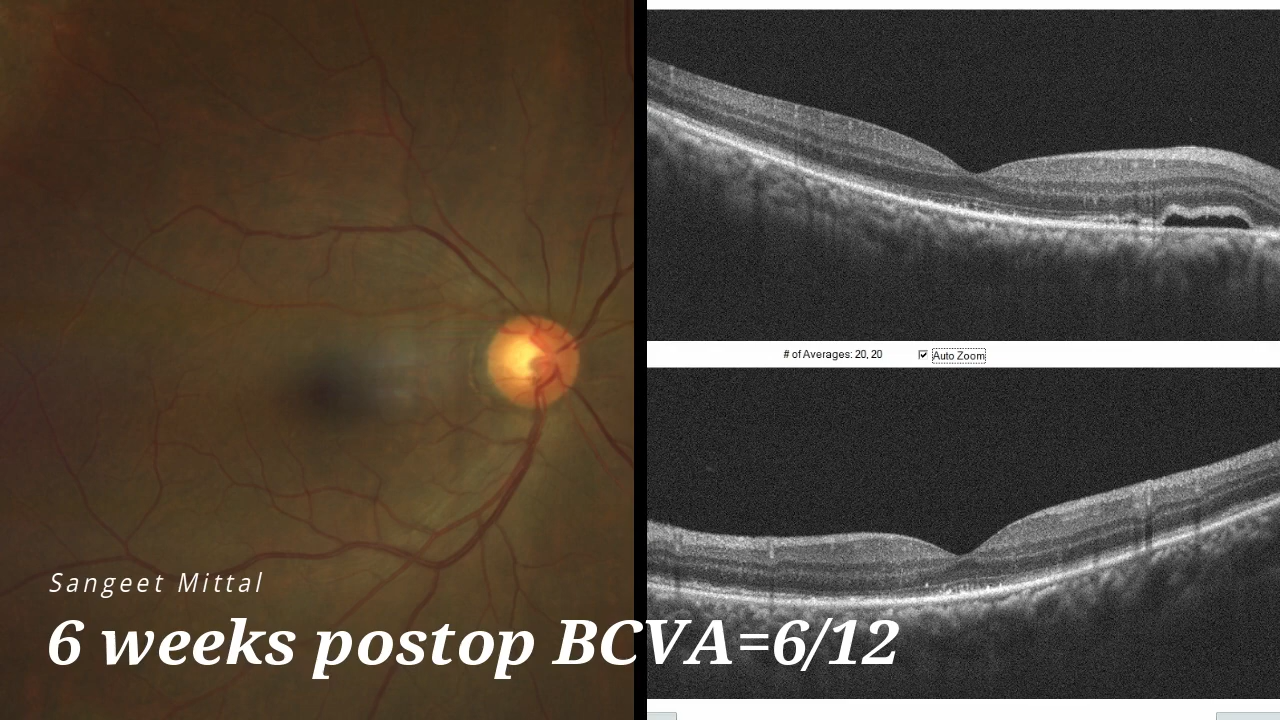 # of Averages: 20, 20 Auto Zoom
Sangeet Mittal
6 weeks postop BCVA=6/12